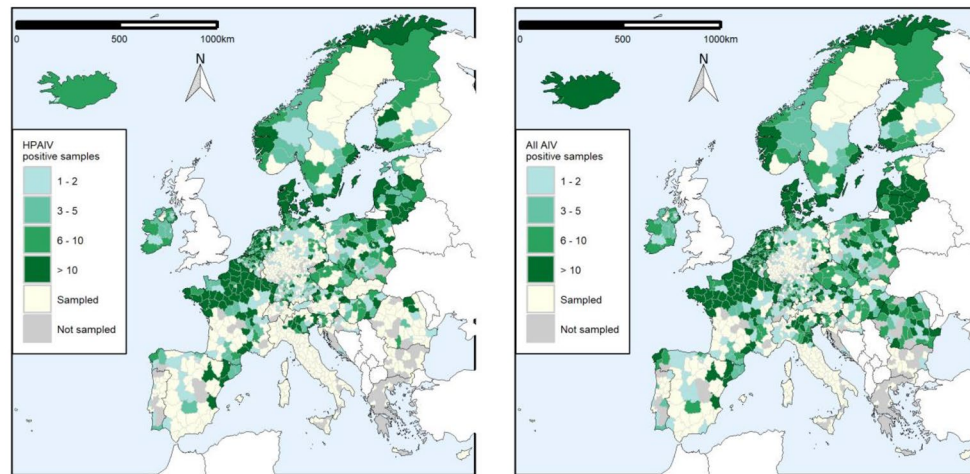 0 500 1000km
N
HPAIV
positive samples
1 - 2
3 - 5
6 - 10
> 10
Sampled
Not sampled
0 500 1000km
N
All AIV
positive samples
1 - 2
3 - 5
6 - 10
> 10
Sampled
Not sampled